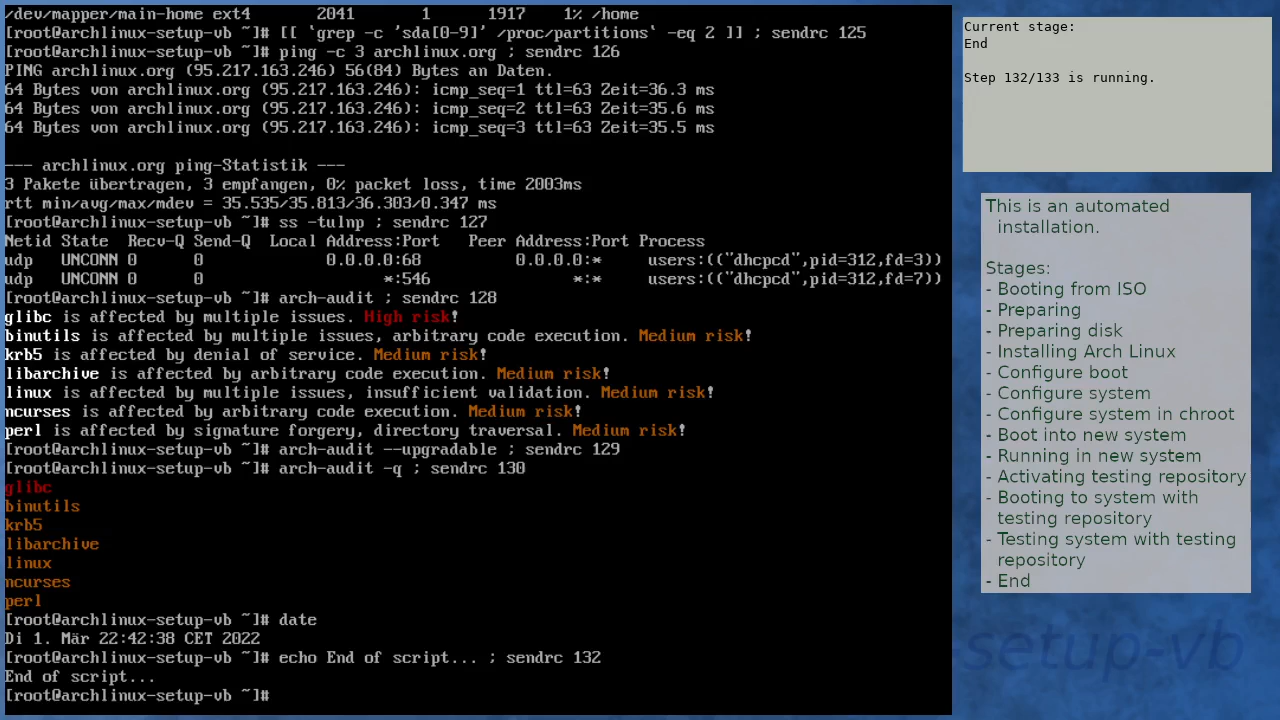 /dev/mapper/main-home ext4       2041       1      1917   1% /home
[root@archlinux-setup-vb ~]# [[ `grep -c 'sda[0-9]' /proc/partitions` -eq 2 ]] ; sendrc 125
[root@archlinux-setup-vb ~]# ping -c 3 archlinux.org ; sendrc 126
PING archlinux.org (95.217.163.246) 56(84) Bytes an Daten.
64 Bytes von archlinux.org (95.217.163.246): icmp_seq=1 ttl=63 Zeit=36.3 ms
64 Bytes von archlinux.org (95.217.163.246): icmp_seq=2 ttl=63 Zeit=35.6 ms
64 Bytes von archlinux.org (95.217.163.246): icmp_seq=3 ttl=63 Zeit=35.5 ms
--- archlinux.org ping-Statistik ---
3 Pakete übertragen, 3 empfangen, 0% packet loss, time 2003ms
rtt min/avg/max/mdev = 35.535/35.813/36.303/0.347 ms
[root@archlinux-setup-vb ~]# ss -tulnp ; sendrc 127
Netid State  Recv-Q Send-Q  Local Address:Port   Peer Address:Port Process
udp   UNCONN 0      0             0.0.0.0:68          0.0.0.0:*     users:(("dhcpcd",pid=312,fd=3))
udp   UNCONN 0      0                   *:546               *:*     users:(("dhcpcd",pid=312,fd=7))
[root@archlinux-setup-vb ~]# arch-audit ; sendrc 128
glibc is affected by multiple issues. High risk!
binutils is affected by multiple issues, arbitrary code execution. Medium risk!
krb5 is affected by denial of service. Medium risk!
libarchive is affected by arbitrary code execution. Medium risk!
linux is affected by multiple issues, insufficient validation. Medium risk!
ncurses is affected by arbitrary code execution. Medium risk!
perl is affected by signature forgery, directory traversal. Medium risk!
[root@archlinux-setup-vb ~]# arch-audit --upgradable ; sendrc 129
[root@archlinux-setup-vb ~]# arch-audit -q ; sendrc 130
glibc
binutils
krb5
libarchive
linux
ncurses
perl
[root@archlinux-setup-vb ~]# date
Di 1. Mär 22:42:38 CET 2022
[root@archlinux-setup-vb ~]# echo End of script... ; sendrc 132
End of script...
[root@archlinux-setup-vb ~]#
Current stage:
End
Step 132/133 is running.
This is an automated
installation.
Stages:
- Booting from ISO
- Preparing
- Preparing disk
- Installing Arch Linux
- Configure boot
- Configure system
- Configure system in chroot
- Boot into new system
- Running in new system
- Activating testing repository
- Booting to system with
testing repository
- Testing system with testing
repository
- End
-setup-vb